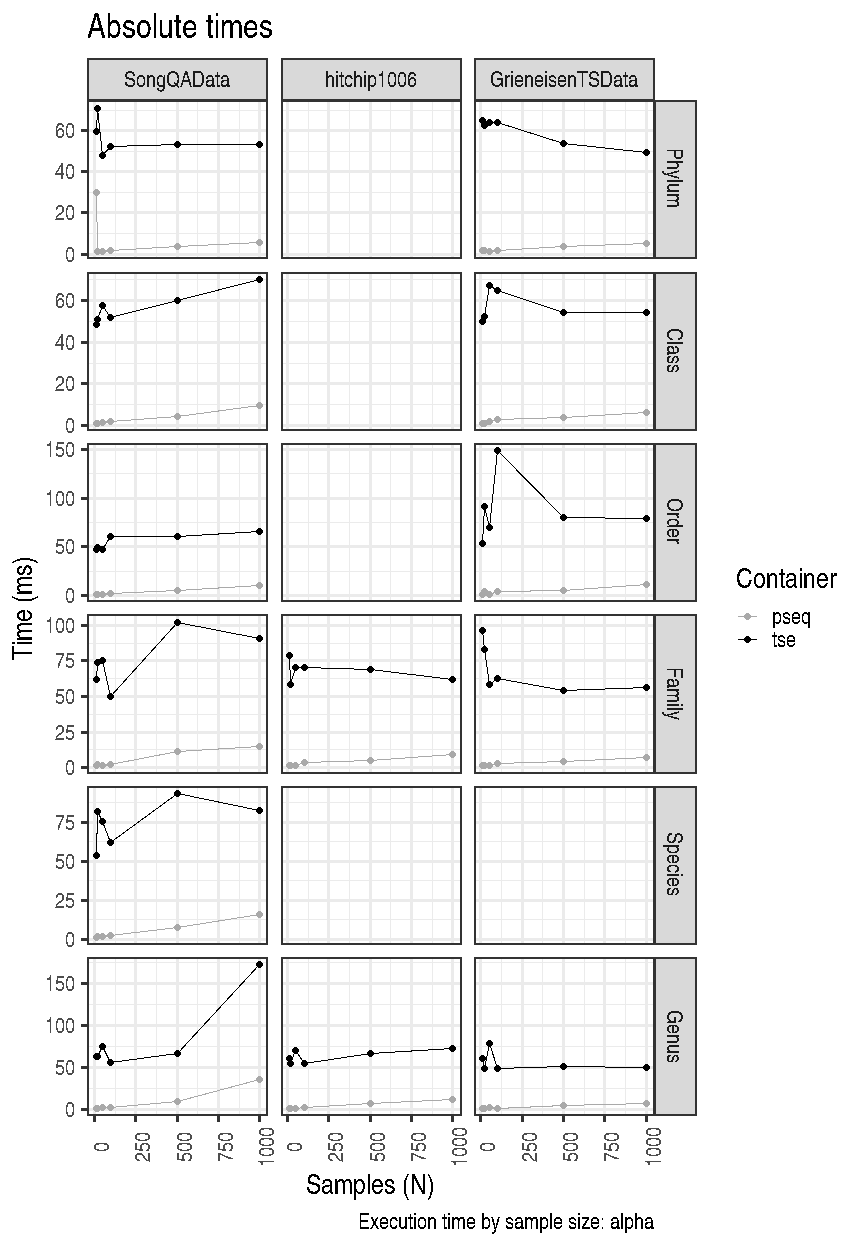 Absolute times
SongQAData hitchip1006 GrieneisenTSData
60
40
20
0
Phylum
60
40
20
0
Class
150
100
50
0
Order
100
75
50
25
0
Family
75
50
25
0
Species
150
100
50
0
Genus
0 250 500 750 1000 0 250 500 750 1000 0 250 500 750 1000
Time (ms)
Samples (N)
Container
pseq
tse
Execution time by sample size: alpha